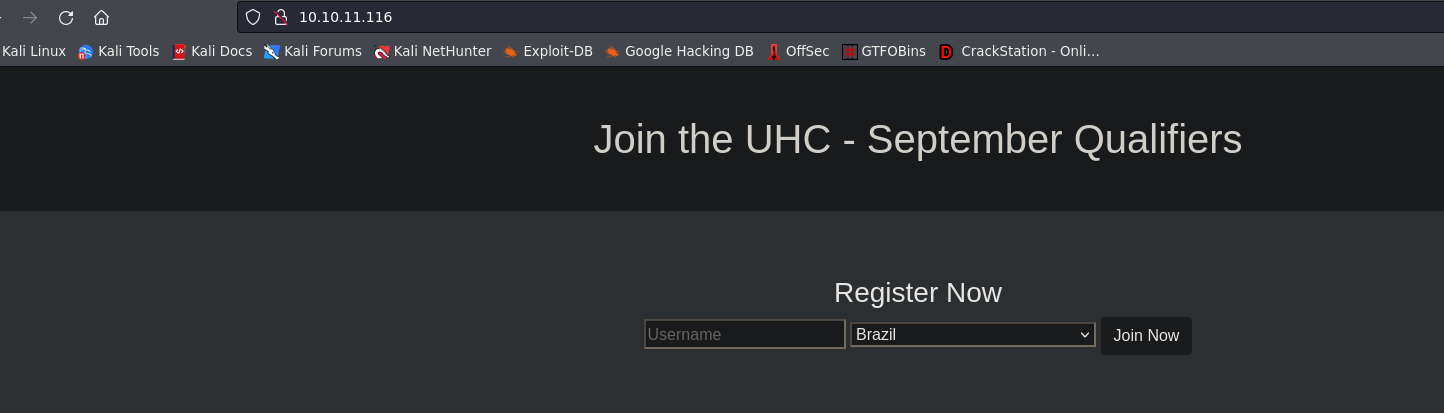 10.10.11.116
Kali Linux Kali Tools Kali Docs Kali Forums Kali NetHunter Exploit-DB Google Hacking DB OffSec GTFOBins CrackStation - Onli...
Join the UHC - September Qualifiers
Register Now
Username Brazil Join Now